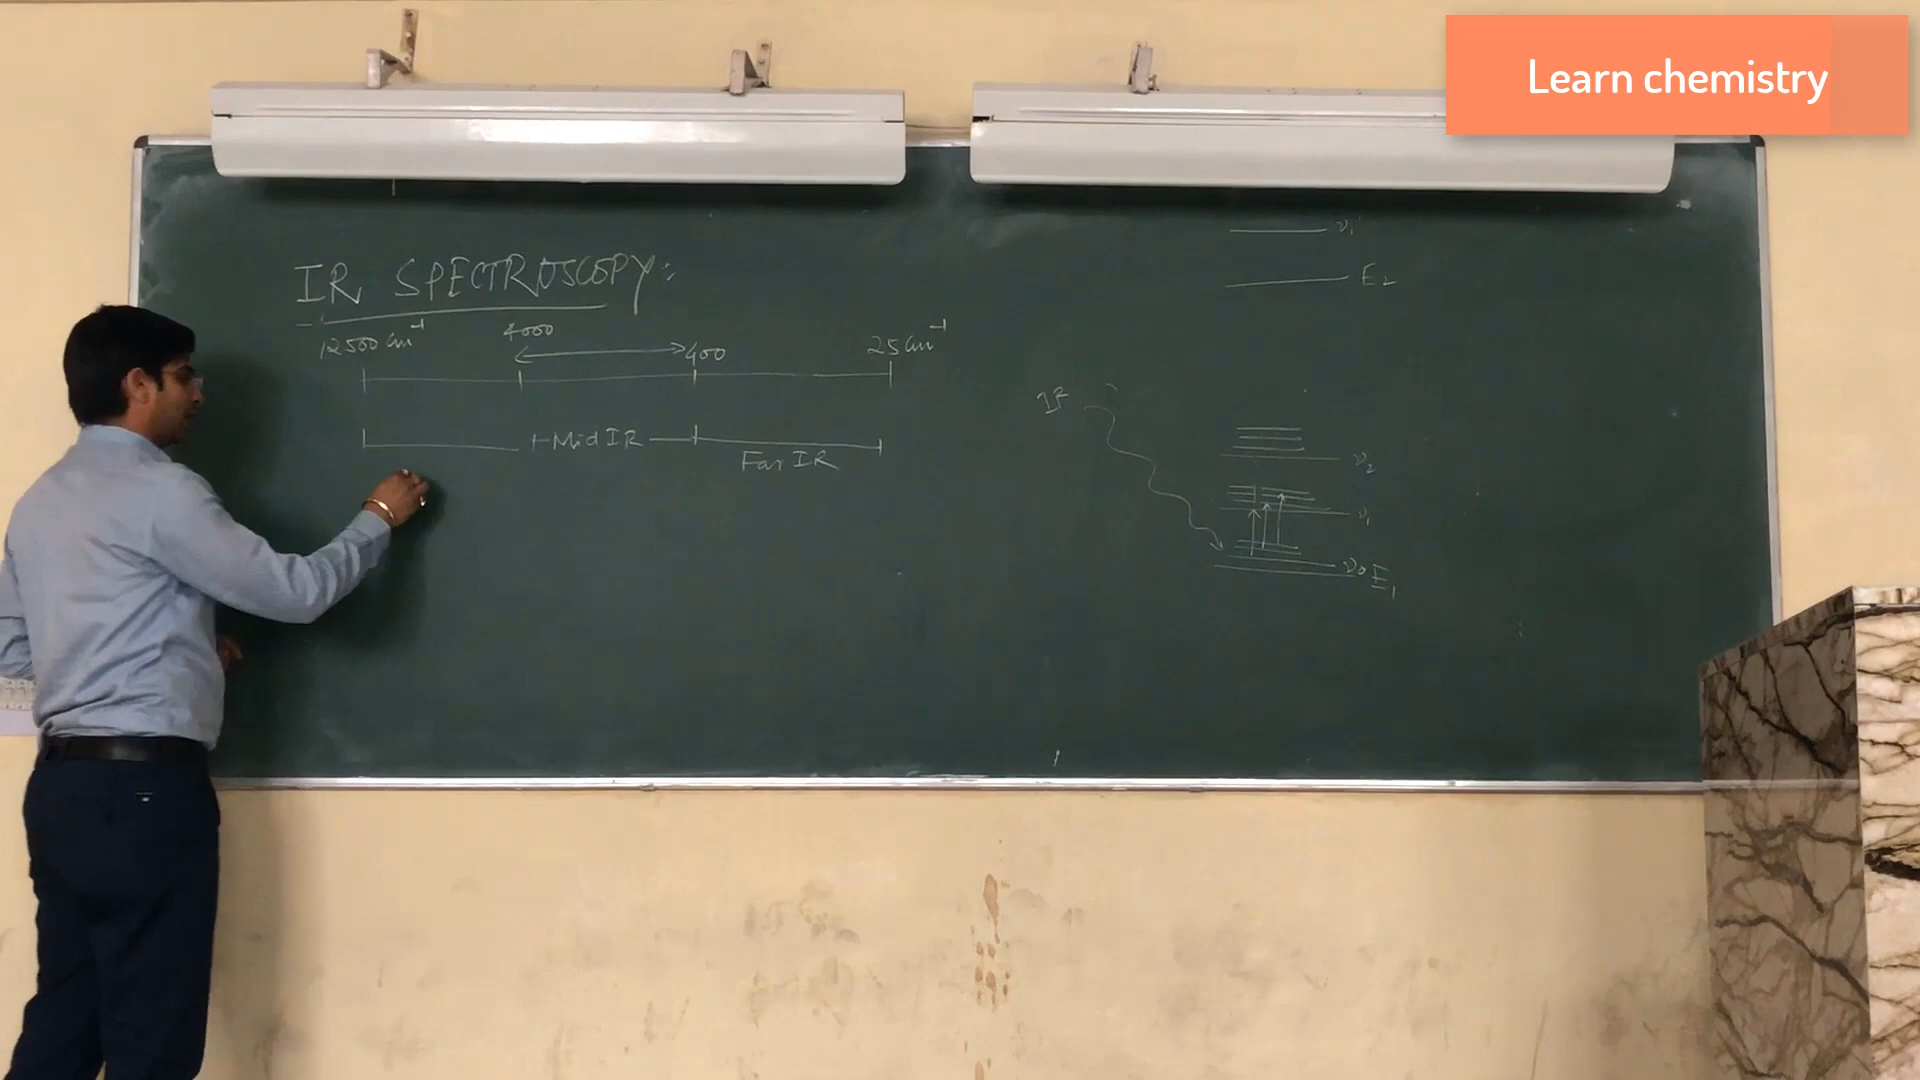 Learn chemistry
IR SPECTROSCOPY:
12500 cm⁻¹ 4000 400 25 cm⁻¹
Mid IR
Far IR
ν₁'
E₂
IR
ν₂
ν₁
ν₀ E₁